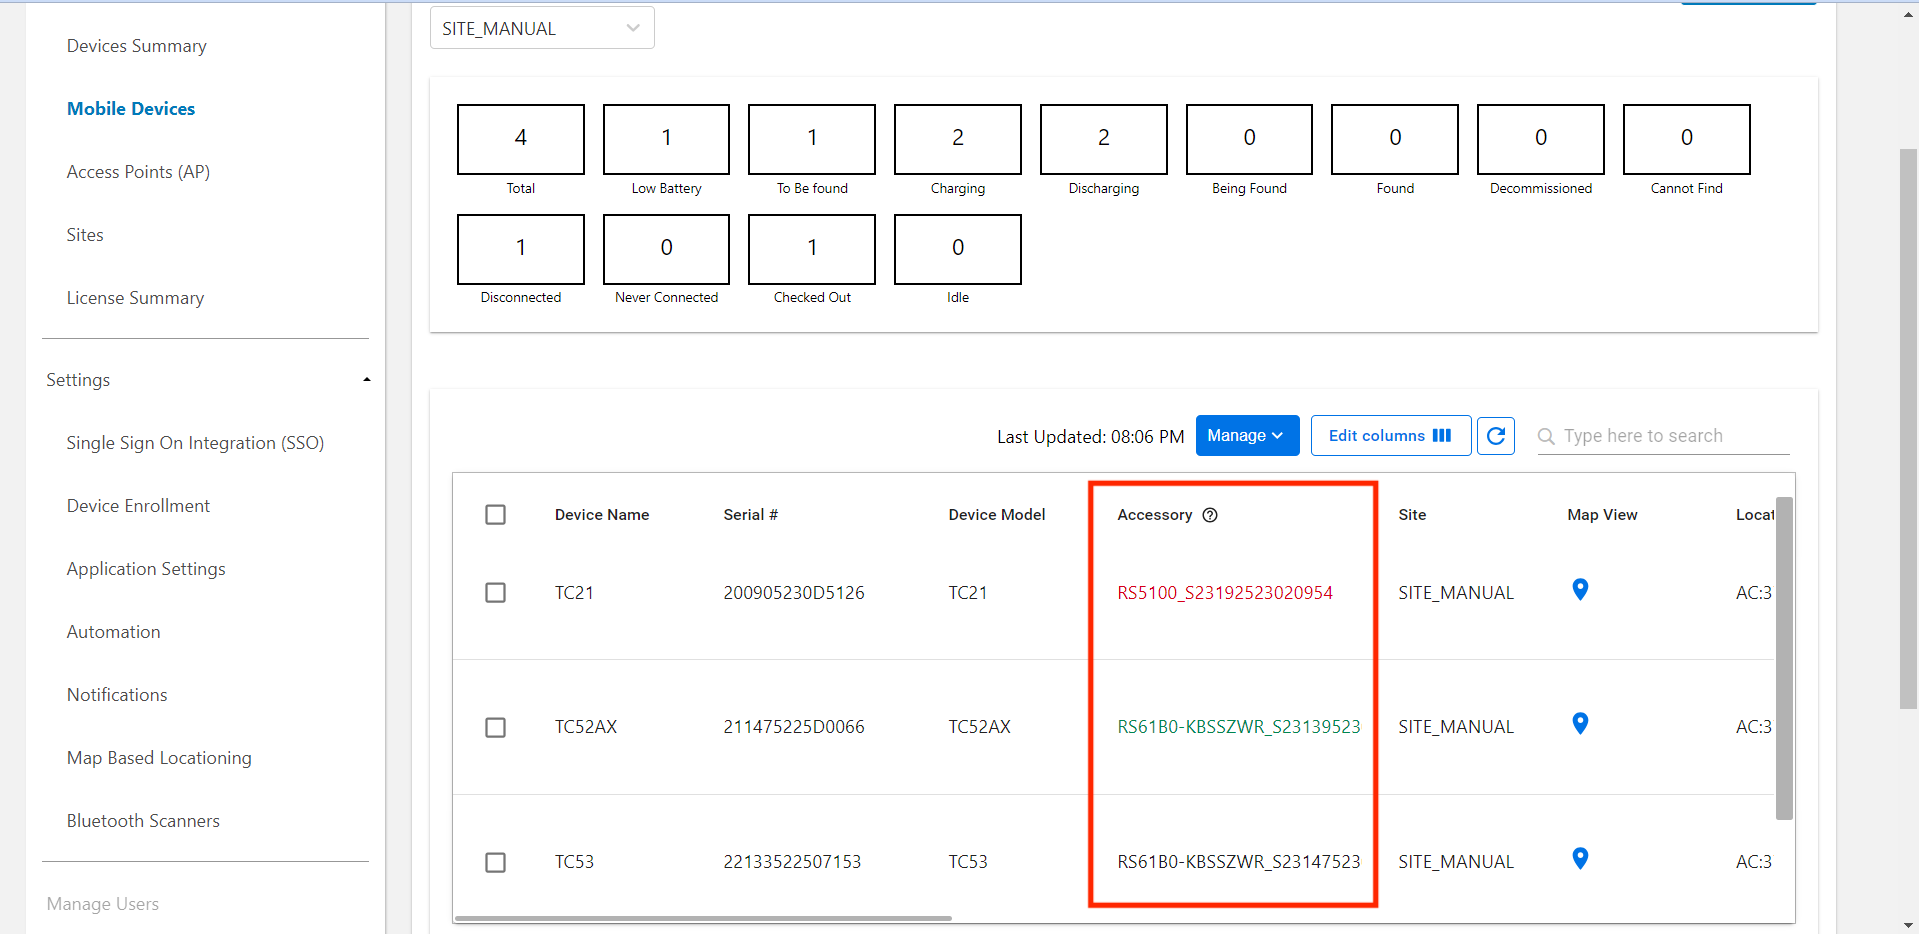 SITE_MANUAL
Devices Summary
Mobile Devices
Access Points (AP)
Sites
License Summary
Settings
Single Sign On Integration (SSO)
Device Enrollment
Application Settings
Automation
Notifications
Map Based Locationing
Bluetooth Scanners
Manage Users
4 1 1 2 2 0 0 0 0
Total Low Battery To Be found Charging Discharging Being Found Found Decommissioned Cannot Find
1 0 1 0
Disconnected Never Connected Checked Out Idle
Last Updated: 08:06 PM Manage Edit columns Type here to search
Device Name Serial # Device Model Accessory ? Site Map View Locat
TC21 200905230D5126 TC21 RS5100_S23192523020954 SITE_MANUAL AC:3
TC52AX 211475225D0066 TC52AX RS61B0-KBSSZWR_S23139523 SITE_MANUAL AC:3
TC53 22133522507153 TC53 RS61B0-KBSSZWR_S23147523 SITE_MANUAL AC:3